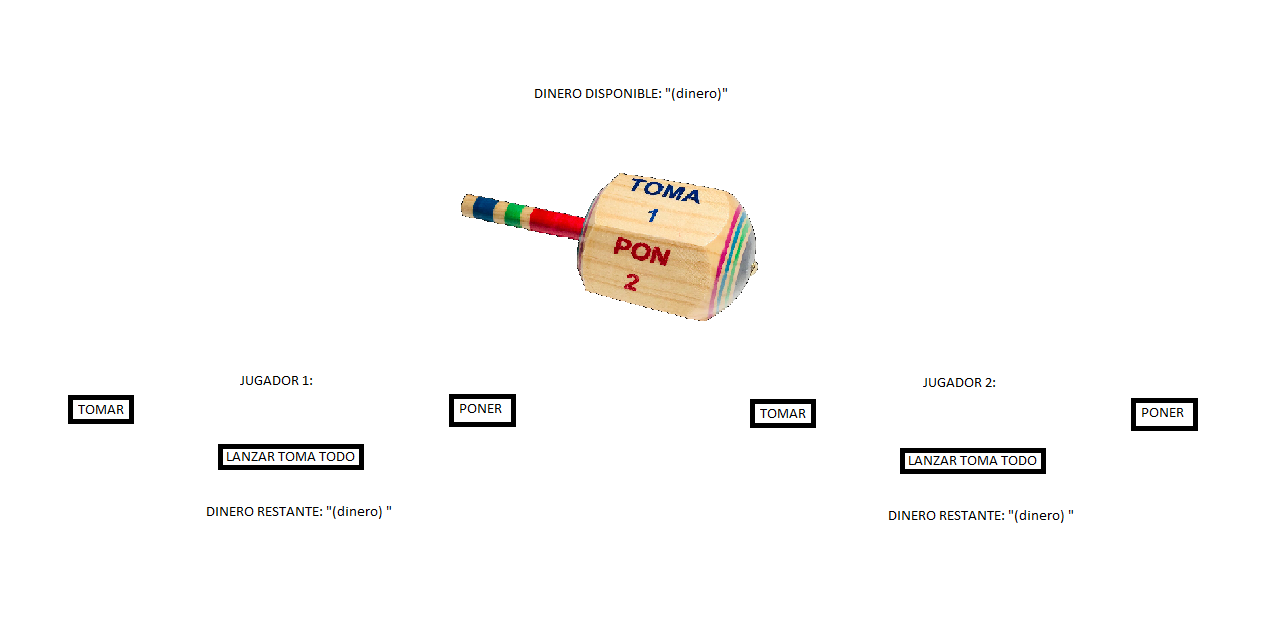 DINERO DISPONIBLE: "(dinero)"
TOMA
1
PON
2
JUGADOR 1:
TOMAR
PONER
LANZAR TOMA TODO
DINERO RESTANTE: "(dinero) "
JUGADOR 2:
TOMAR
PONER
LANZAR TOMA TODO
DINERO RESTANTE: "(dinero) "